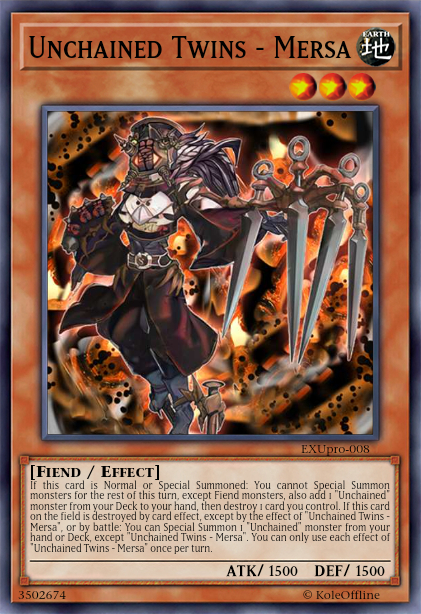 Unchained Twins - Mersa
EARTH
地
EXUpro-008
[Fiend / Effect]
If this card is Normal or Special Summoned: You cannot Special Summon
monsters for the rest of this turn, except Fiend monsters, also add 1 "Unchained"
monster from your Deck to your hand, then destroy 1 card you control. If this card
on the field is destroyed by card effect, except by the effect of "Unchained Twins -
Mersa", or by battle: You can Special Summon 1 "Unchained" monster from your
hand or Deck, except "Unchained Twins - Mersa". You can only use each effect of
"Unchained Twins - Mersa" once per turn.
ATK/ 1500 DEF/ 1500
3502674
© KoleOffline